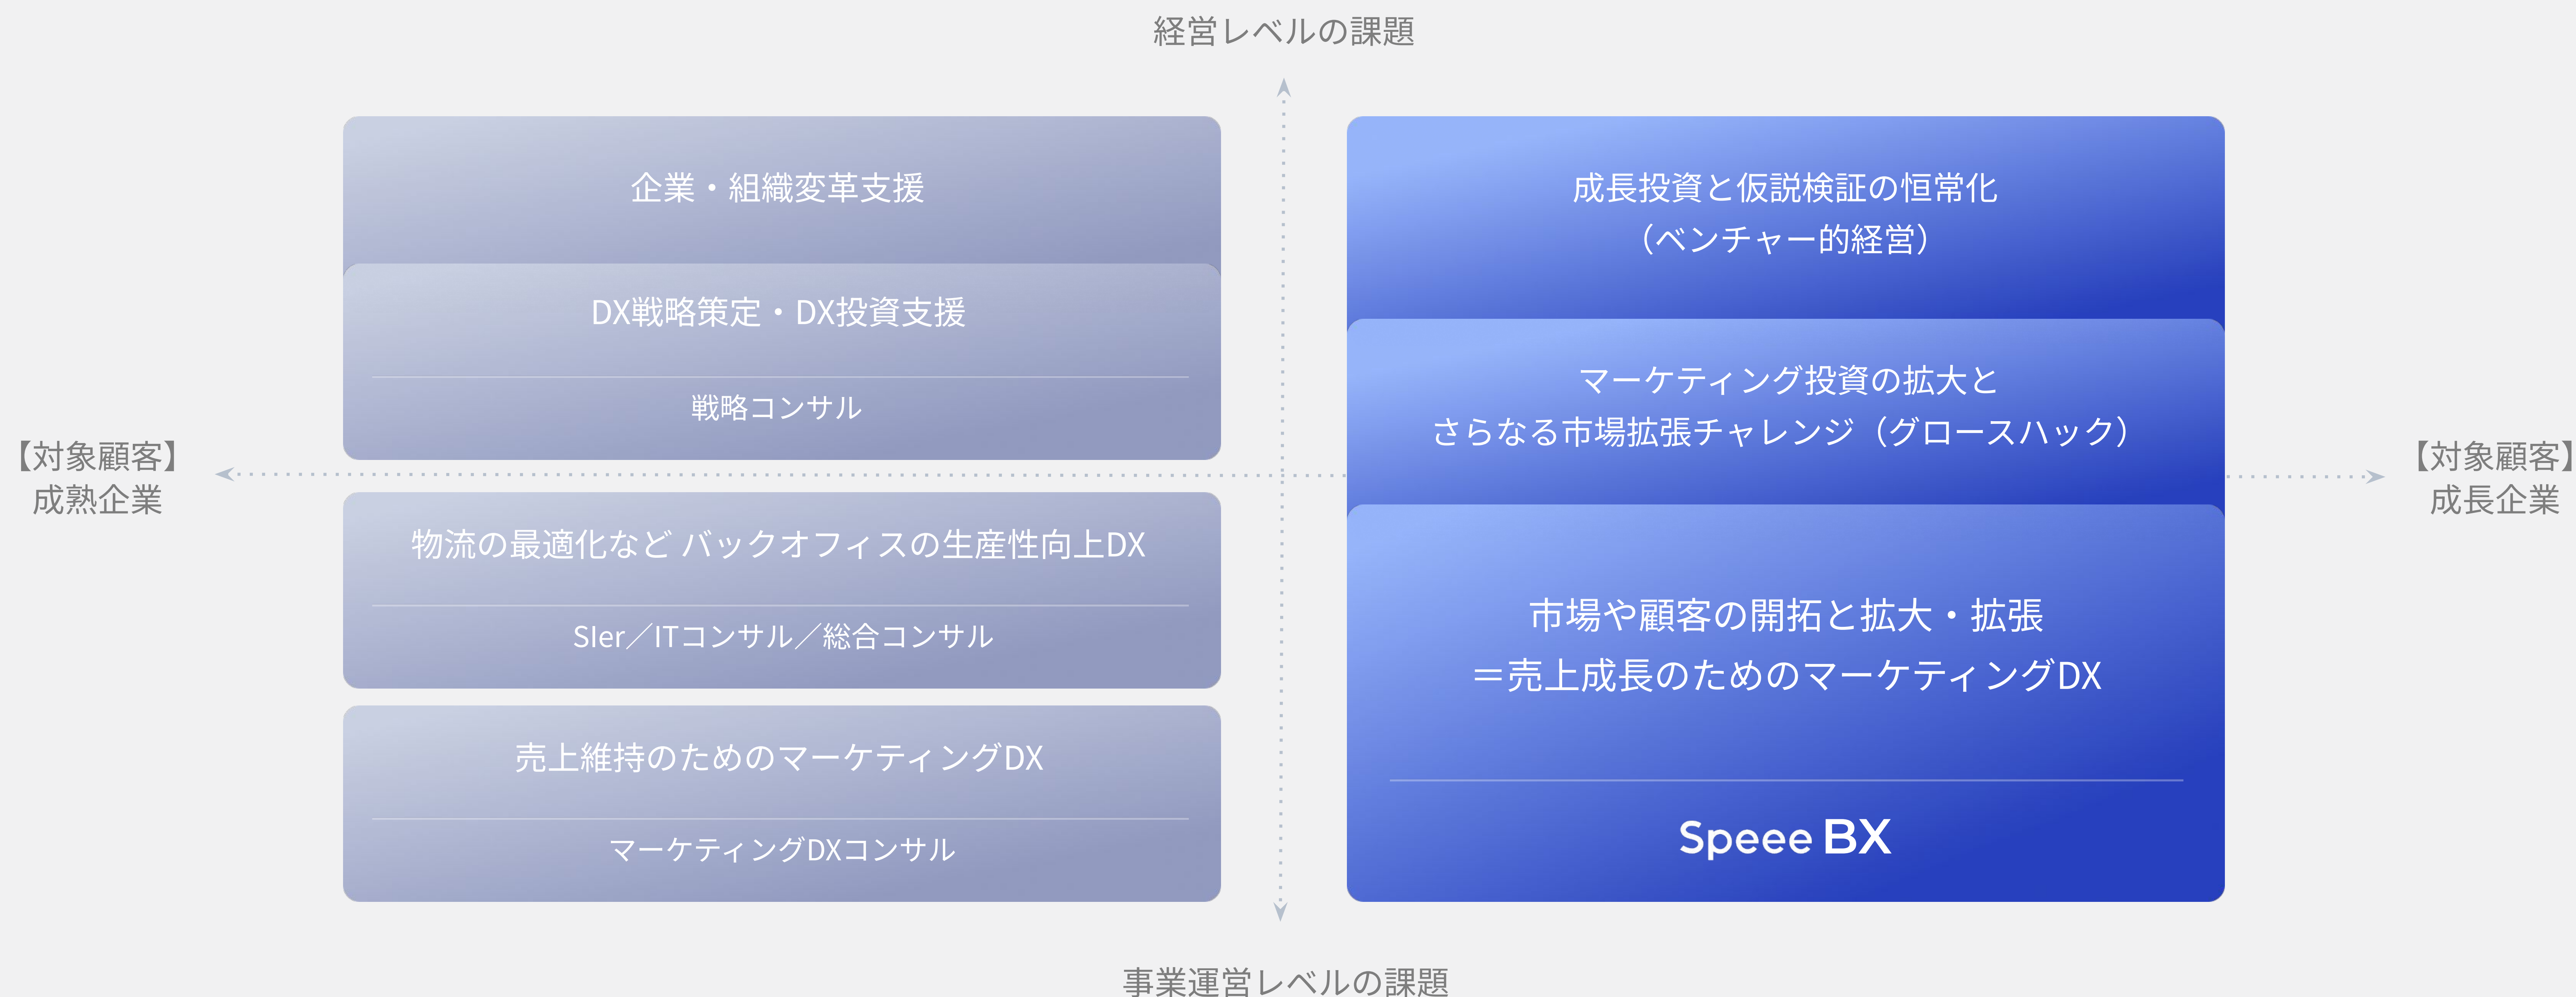 経営レベルの課題
企業・組織変革支援
DX戦略策定・DX投資支援
戦略コンサル
成長投資と仮説検証の恒常化
（ベンチャー的経営）
マーケティング投資の拡大と
さらなる市場拡張チャレンジ（グロースハック）
【対象顧客】
成熟企業
【対象顧客】
成長企業
物流の最適化など バックオフィスの生産性向上DX
SIer／ITコンサル／総合コンサル
売上維持のためのマーケティングDX
マーケティングDXコンサル
市場や顧客の開拓と拡大・拡張
＝売上成長のためのマーケティングDX
Speee BX
事業運営レベルの課題